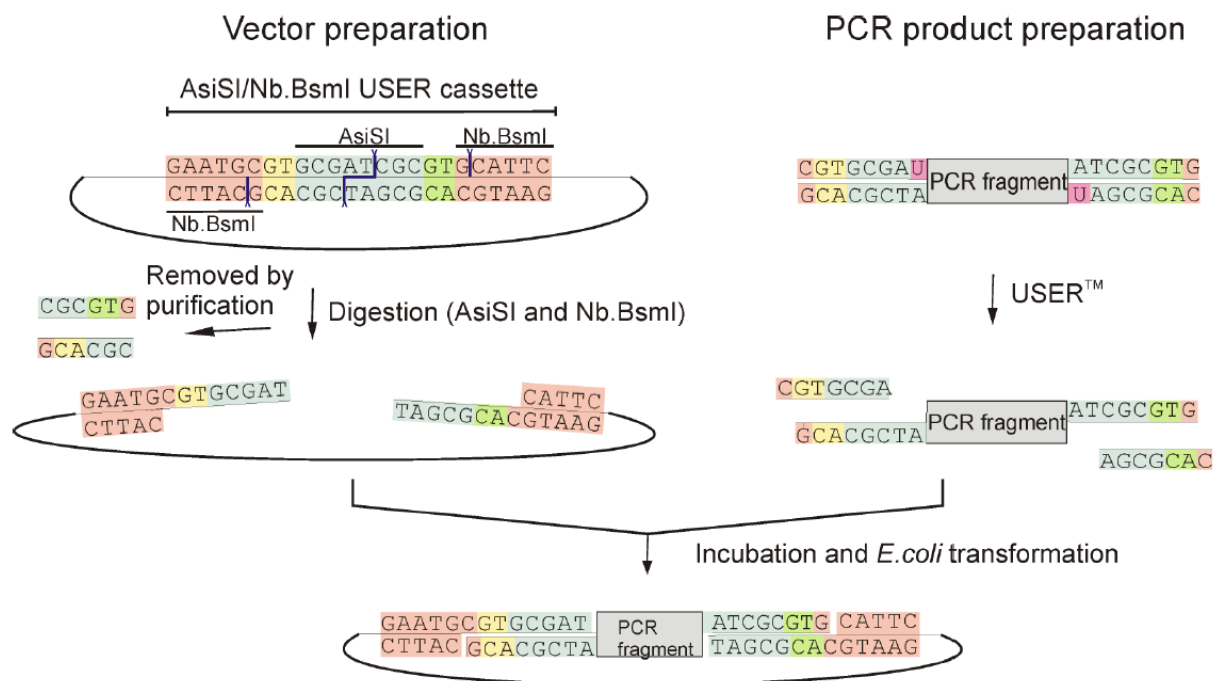 Vector preparation
PCR product preparation
AsiSI/Nb.BsmI USER cassette
AsiSI
Nb.BsmI
GAATGCGTGCGATCGCGTGCATTC
CTTACGCACGCTAGCGCACGTAAG
Nb.BsmI
CGTGCGAU
GCACGCTA
PCR fragment
ATCGCGTG
UAGCGCAC
Removed by
purification
CGCGTG
GCACGC
Digestion (AsiSI and Nb.BsmI)
USER™
GAATGCGTGCGAT
CTTAC
CATTC
TAGCGCACGTAAG
CGTGCGA
GCACGCTA
PCR fragment
ATCGCGTG
AGCGCAC
Incubation and E.coli transformation
GAATGCGTGCGAT
CTTAC GCACGCTA
PCR
fragment
ATCGCGTG CATTC
TAGCGCACGTAAG